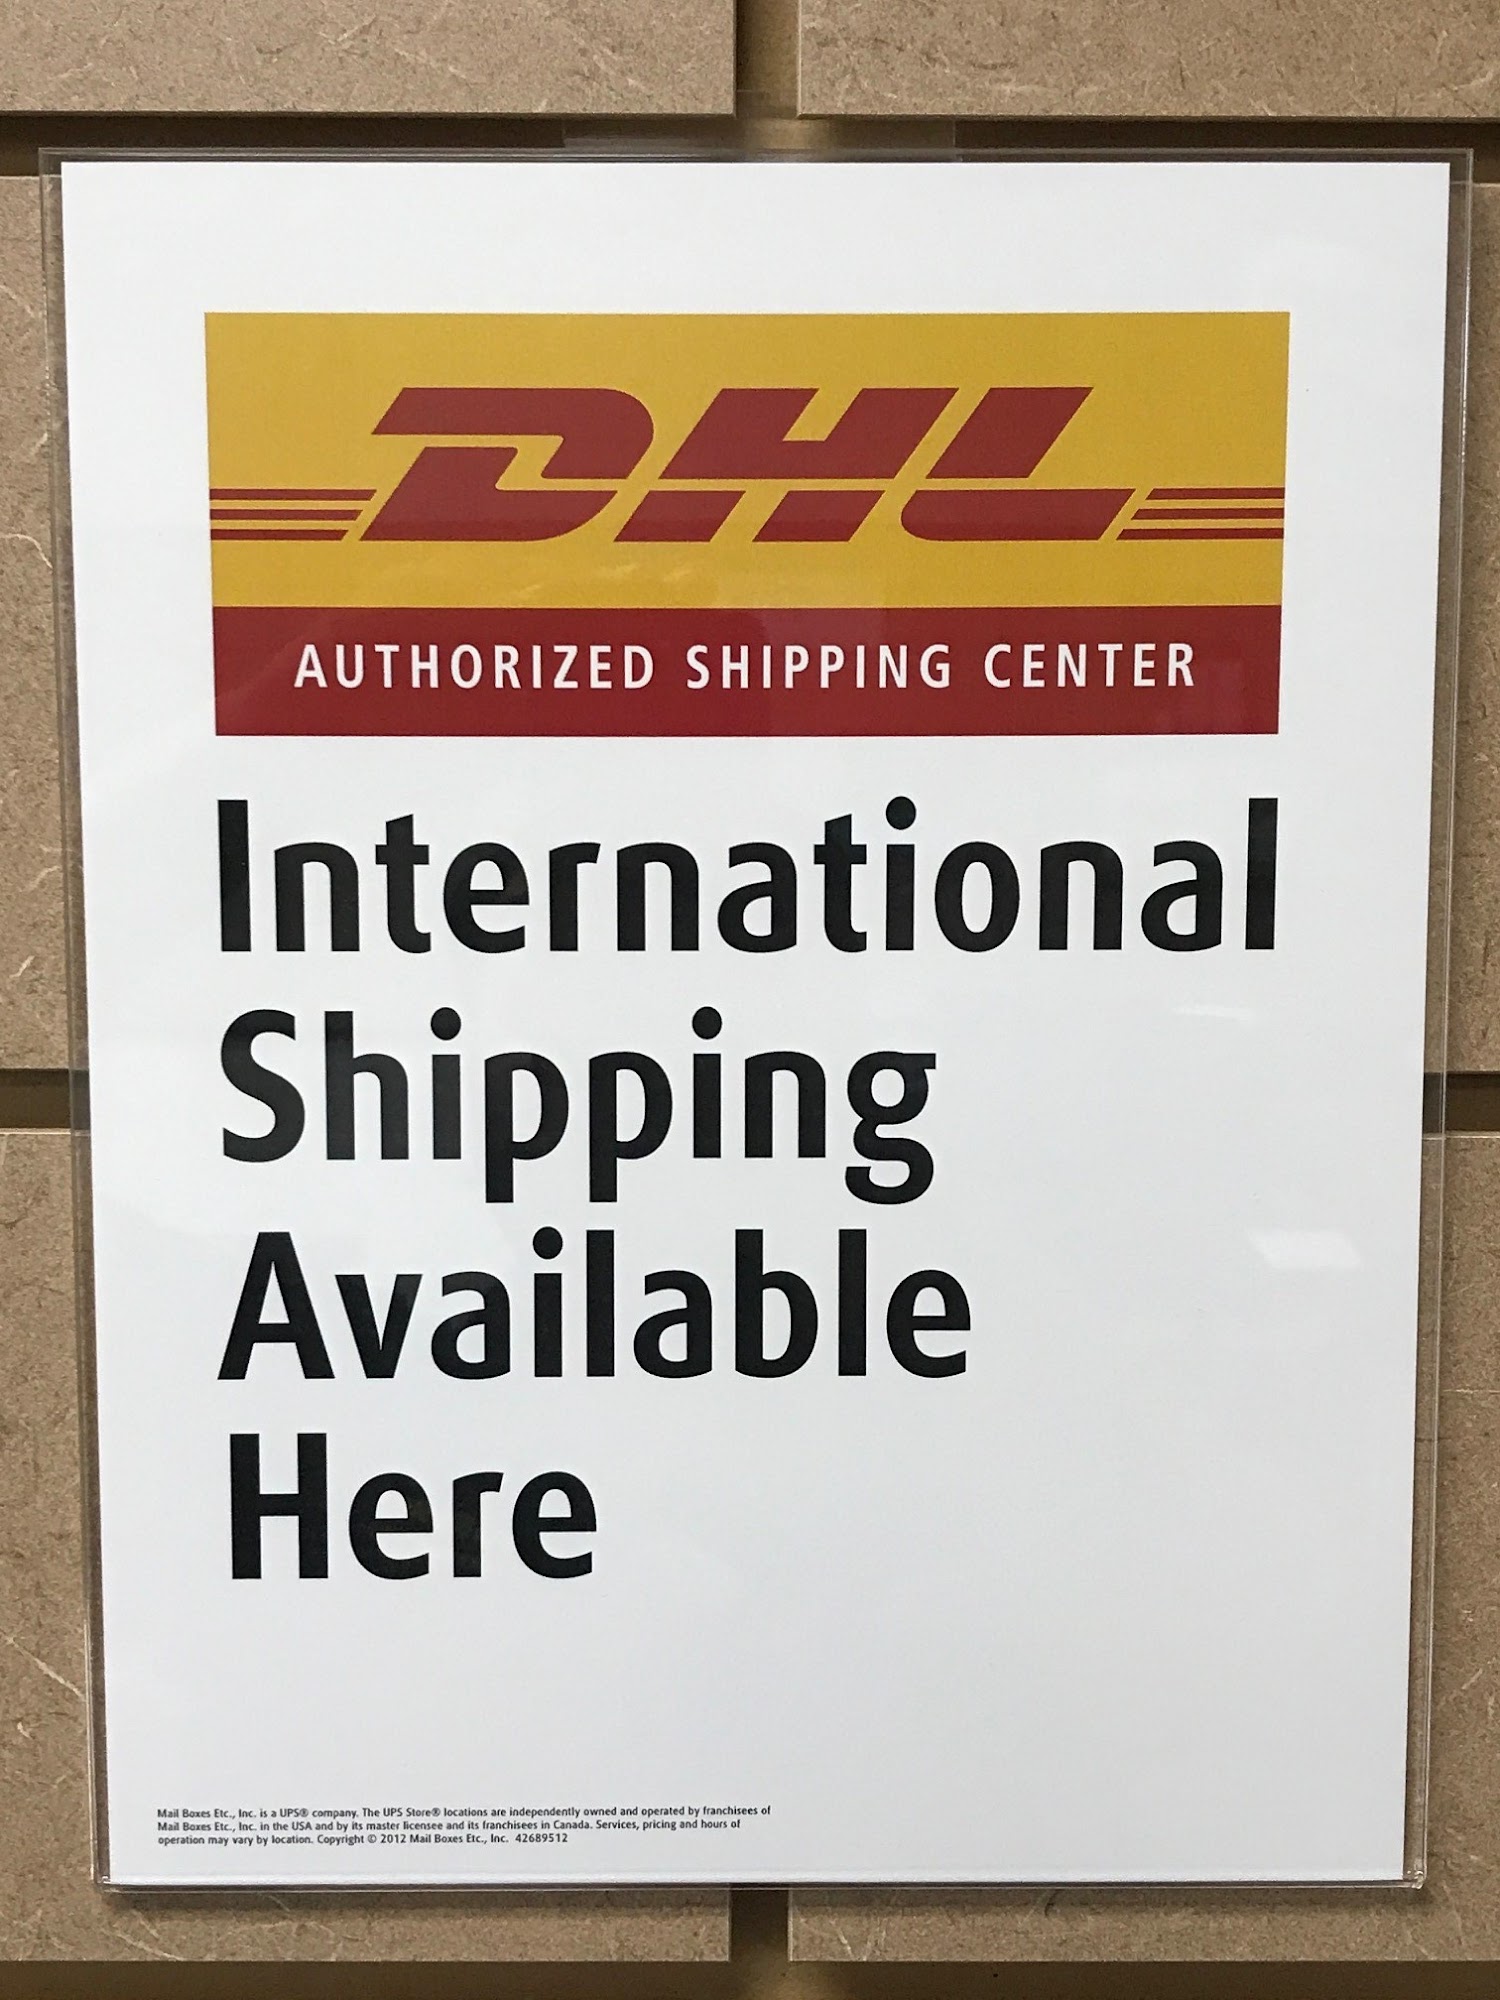 DHL
AUTHORIZED SHIPPING CENTER
International
Shipping
Available
Here
Mail Boxes Etc., Inc. is a UPS® company. The UPS Store® locations are independently owned and operated by franchisees of
Mail Boxes Etc., Inc. in the USA and by its master licensee and its franchisees in Canada. Services, pricing and hours of
operation may vary by location. Copyright © 2012 Mail Boxes Etc., Inc. 42689512